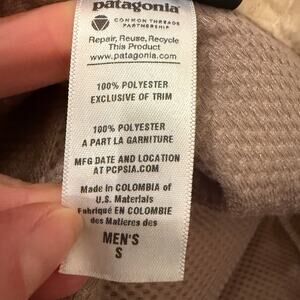 patagonia®
COMMON THREADS
PARTNERSHIP
Repair, Reuse, Recycle
This Product
www.patagonia.com
100% POLYESTER
EXCLUSIVE OF TRIM
100% POLYESTER
A PART LA GARNITURE
MFG DATE AND LOCATION
AT PCPSIA.COM
Made in COLOMBIA of
U.S. Materials
Fabriqué EN COLOMBIE
des Matieres des
MEN'S
S